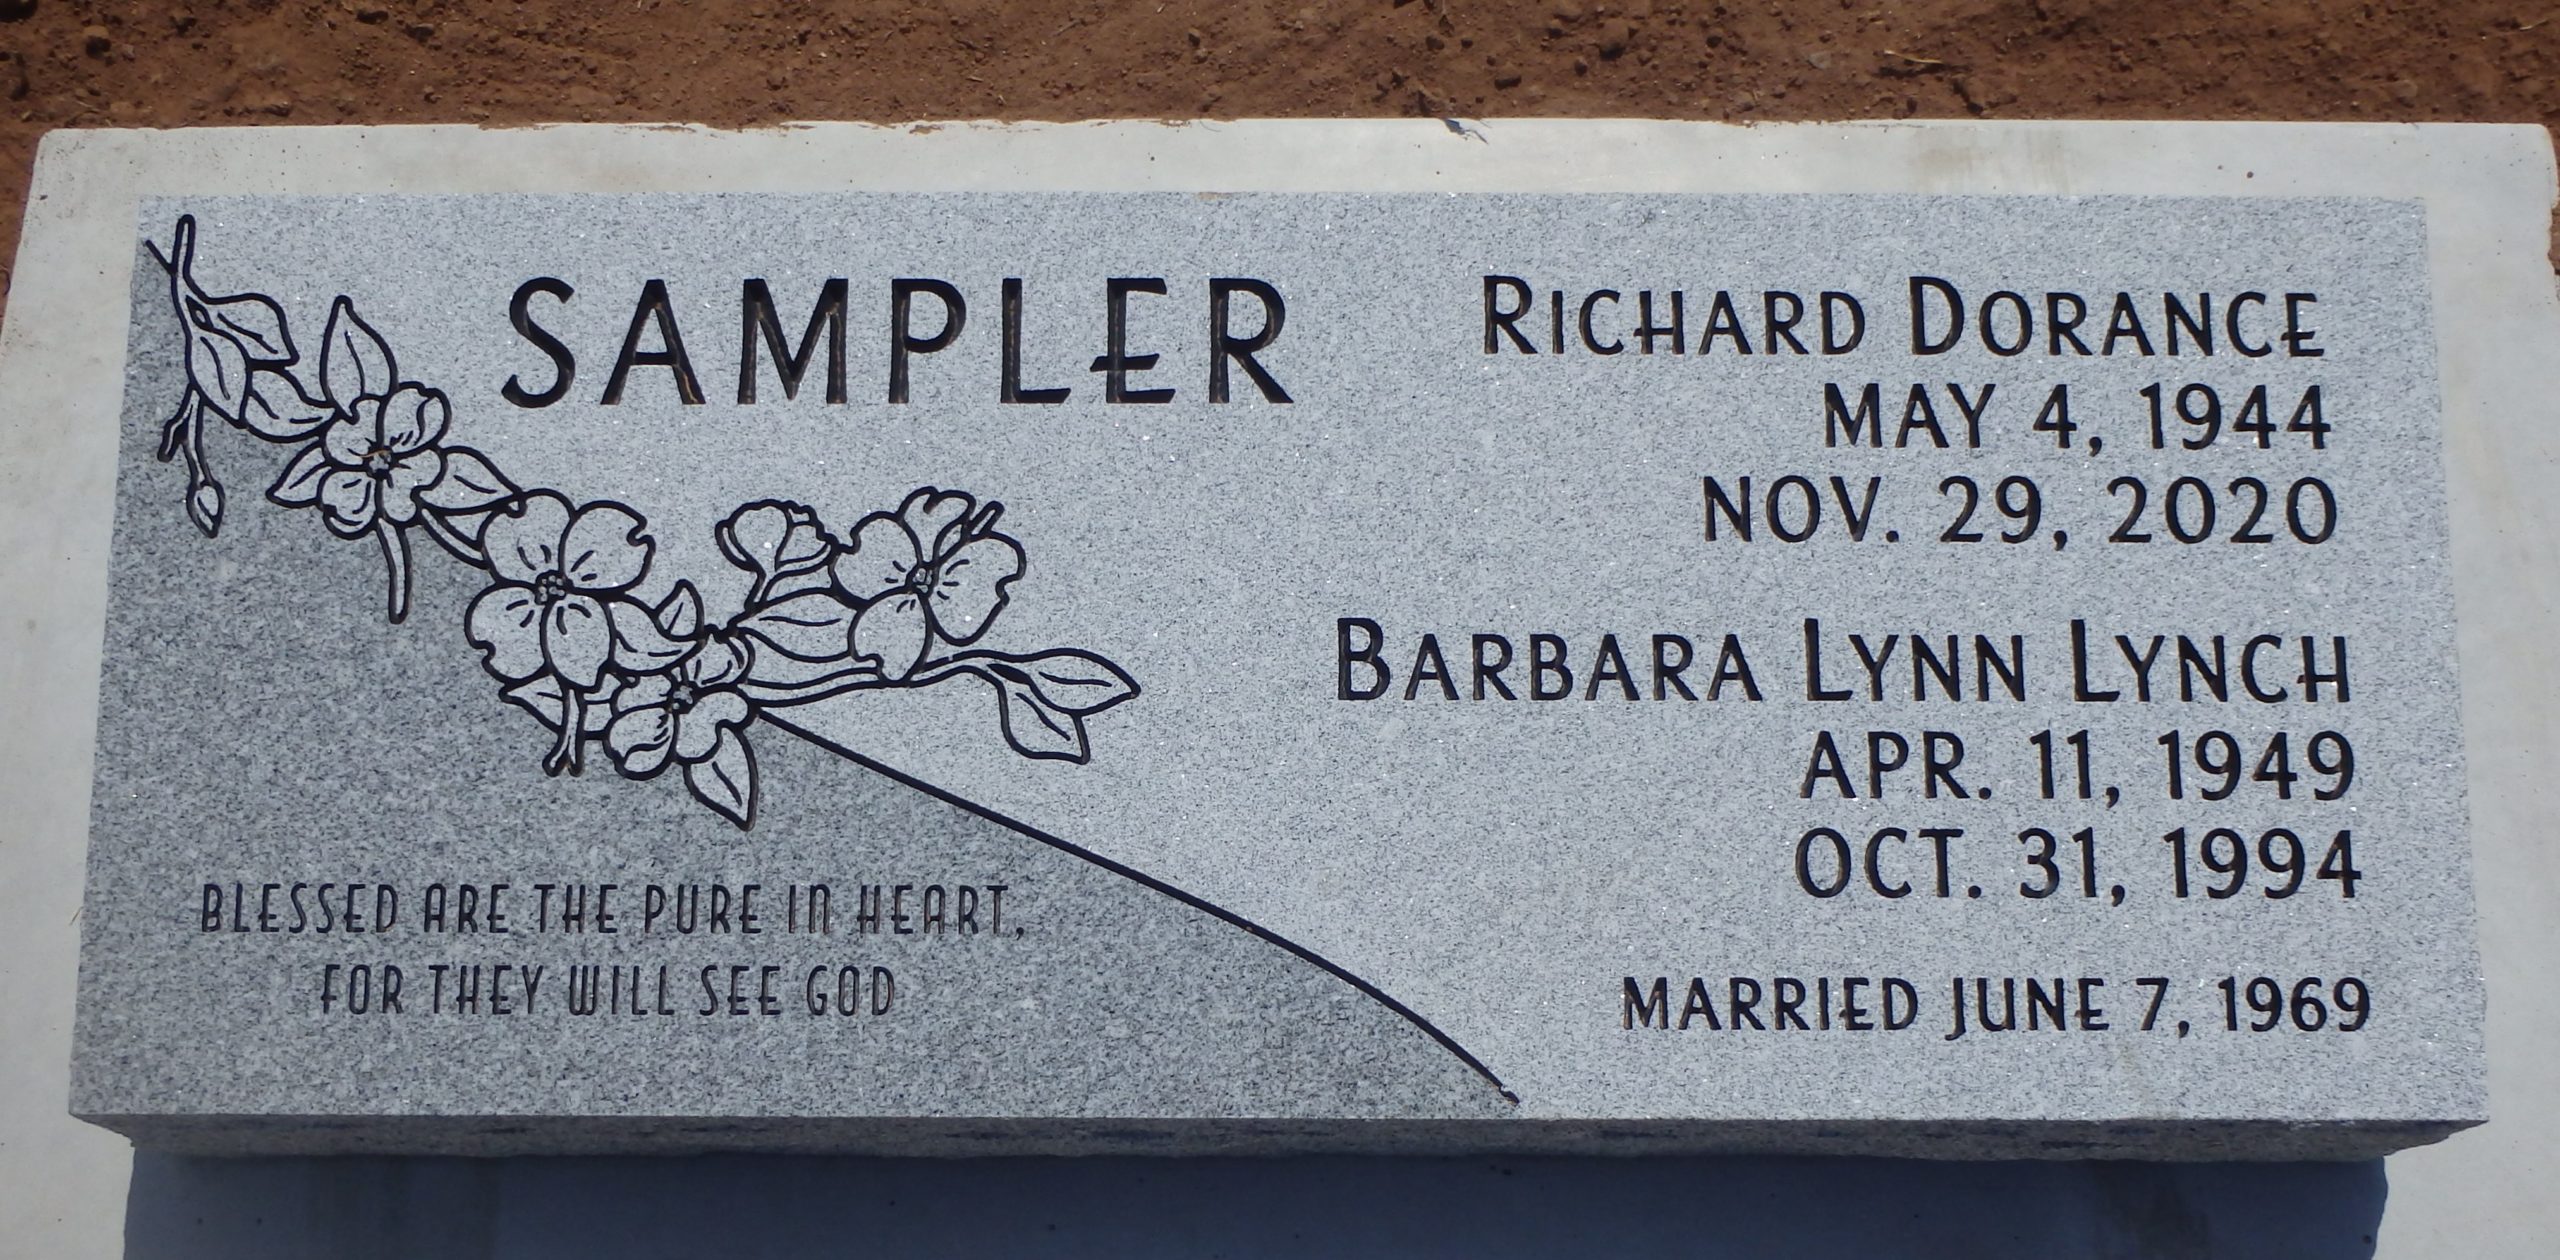 SAMPLER
RICHARD DORANCE
MAY 4, 1944
NOV. 29, 2020
BARBARA LYNN LYNCH
APR. 11, 1949
OCT. 31, 1994
MARRIED JUNE 7, 1969
BLESSED ARE THE PURE IN HEART,
FOR THEY WILL SEE GOD